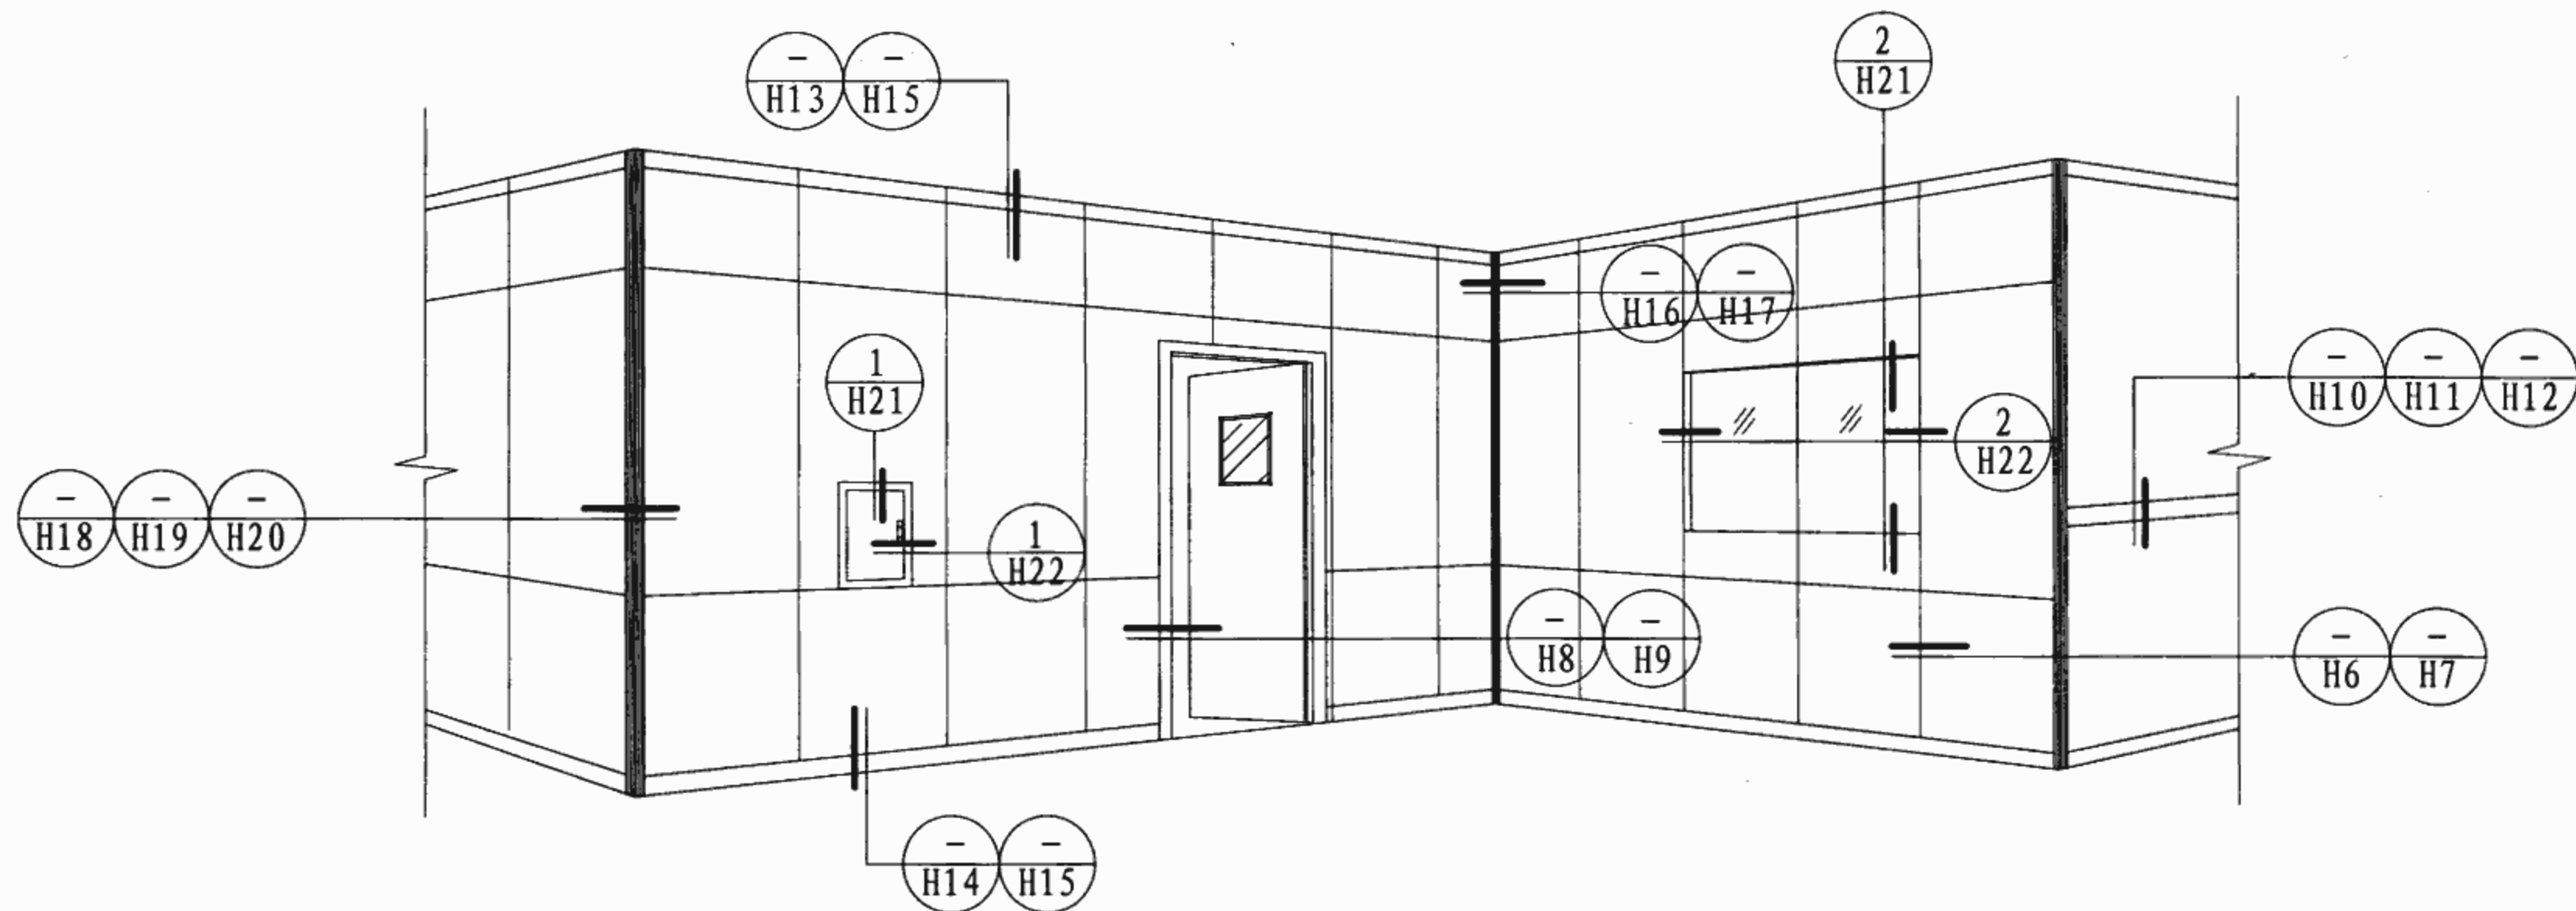 2
H21
- -
H13 H15
- -
H16 H17
1
H21
- - -
H10 H11 H12
2
H22
- - -
H18 H19 H20
1
H22
- -
H8 H9
- -
H6 H7
- -
H14 H15